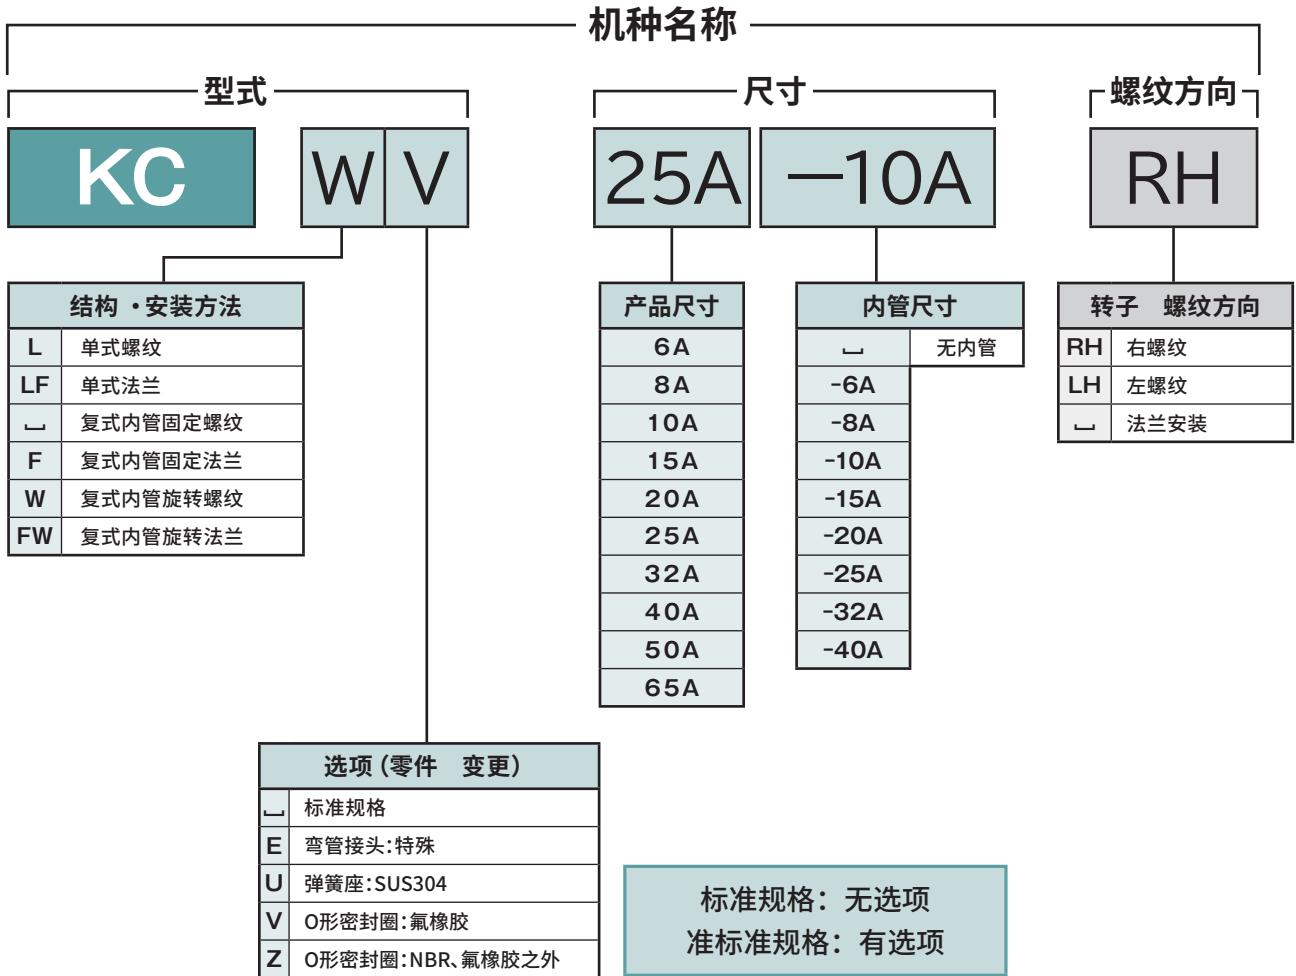 机种名称
型式 尺寸 螺纹方向
KC W V 25A -10A RH
结构・安装方法
L 单式螺纹
LF 单式法兰
⎵ 复式内管固定螺纹
F 复式内管固定法兰
W 复式内管旋转螺纹
FW 复式内管旋转法兰
产品尺寸
6A
8A
10A
15A
20A
25A
32A
40A
50A
65A
内管尺寸
⎵ 无内管
-6A
-8A
-10A
-15A
-20A
-25A
-32A
-40A
转子 螺纹方向
RH 右螺纹
LH 左螺纹
⎵ 法兰安装
选项（零件 变更）
⎵ 标准规格
E 弯管接头:特殊
U 弹簧座:SUS304
V O形密封圈:氟橡胶
Z O形密封圈:NBR、氟橡胶之外
标准规格：无选项
准标准规格：有选项